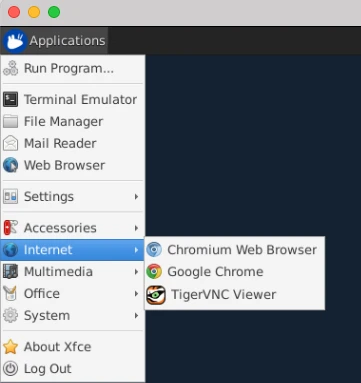 Applications
Run Program...
Terminal Emulator
File Manager
Mail Reader
Web Browser
Settings
Accessories
Internet
Chromium Web Browser
Google Chrome
TigerVNC Viewer
Multimedia
Office
System
About Xfce
Log Out